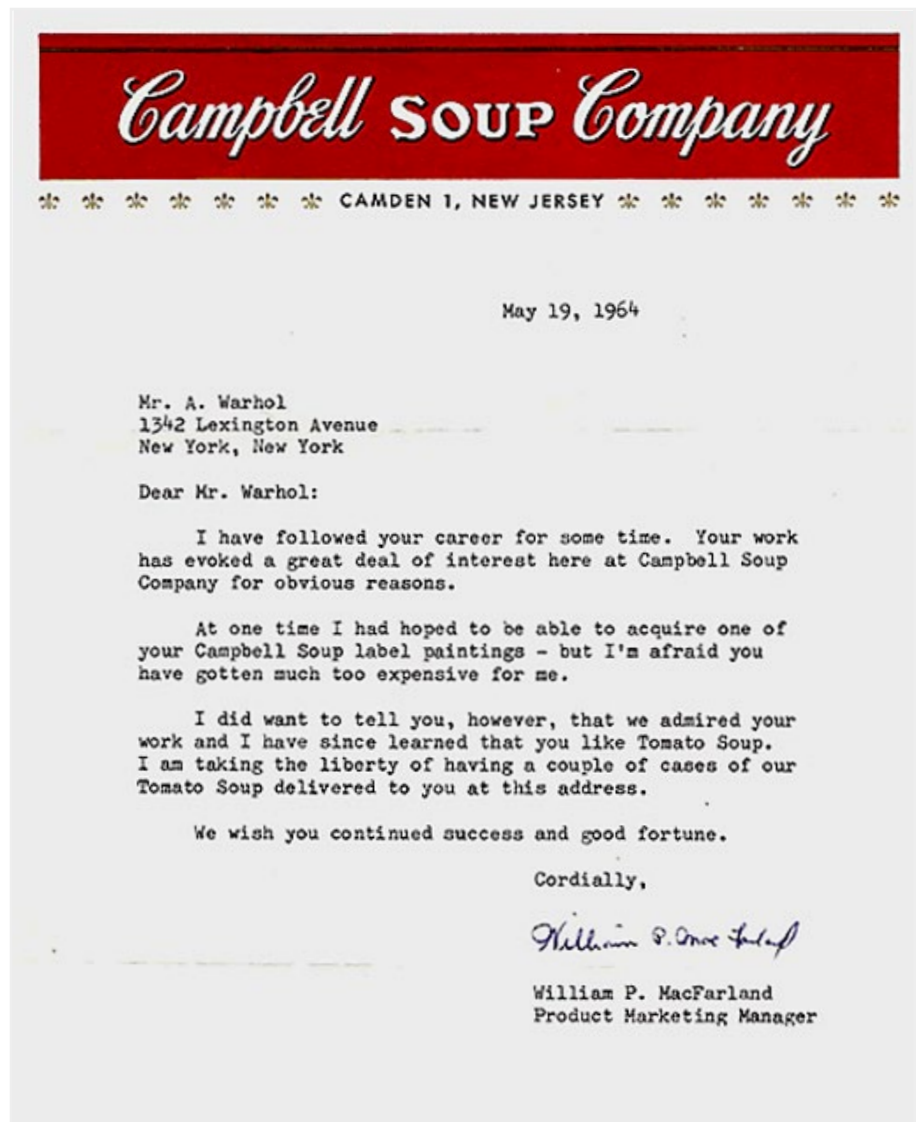 Campbell SOUP Company
CAMDEN 1, NEW JERSEY
May 19, 1964
Mr. A. Warhol
1342 Lexington Avenue
New York, New York
Dear Mr. Warhol:
I have followed your career for some time. Your work
has evoked a great deal of interest here at Campbell Soup
Company for obvious reasons.
At one time I had hoped to be able to acquire one of
your Campbell Soup label paintings - but I'm afraid you
have gotten much too expensive for me.
I did want to tell you, however, that we admired your
work and I have since learned that you like Tomato Soup.
I am taking the liberty of having a couple of cases of our
Tomato Soup delivered to you at this address.
We wish you continued success and good fortune.
Cordially,
William P. MacFarland
William P. MacFarland
Product Marketing Manager